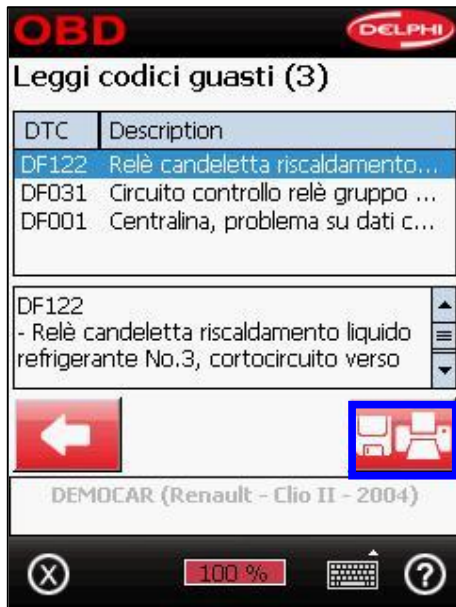 OBD
DELPHI
Leggi codici guasti (3)
DTC Description
DF122 Relè candeletta riscaldamento...
DF031 Circuito controllo relè gruppo ...
DF001 Centralina, problema su dati c...
DF122
- Relè candeletta riscaldamento liquido
refrigerante No.3, cortocircuito verso
DEMOCAR (Renault - Clio II - 2004)
100 %